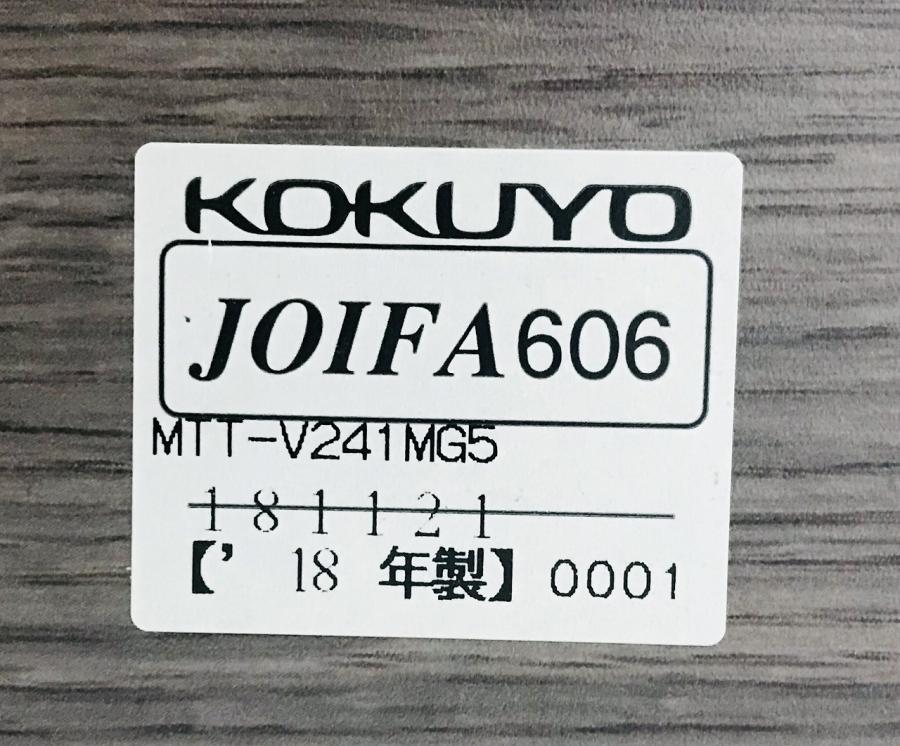 KOKUYO
JOIFA606
MTT-V241MG5
181121
【' 18 年製】 0001